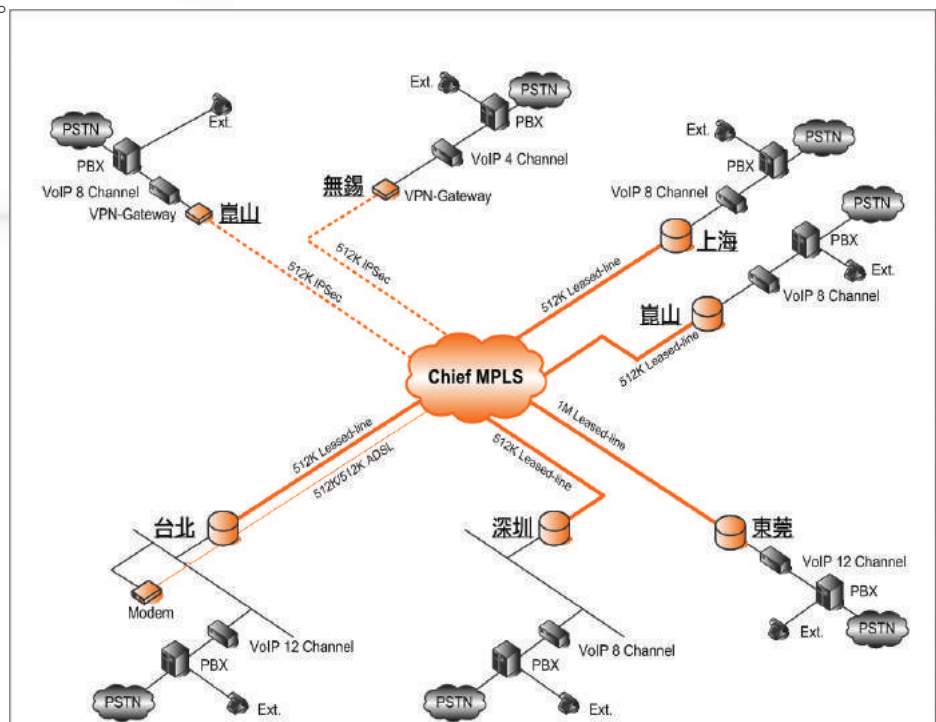 PSTN
PBX
Ext.
VoIP 8 Channel
VPN-Gateway
崑山
512K IPSec
Ext.
PSTN
PBX
VoIP 4 Channel
無錫
VPN-Gateway
512K IPSec
Ext.
PSTN
PBX
VoIP 8 Channel
上海
512K Leased-line
PSTN
PBX
Ext.
VoIP 8 Channel
崑山
512K Leased-line
Chief MPLS
512K Leased-line
512K/512K ADSL
台北
Modem
VoIP 12 Channel
PBX
PSTN
Ext.
512K Leased-line
深圳
VoIP 8 Channel
PBX
PSTN
Ext.
1M Leased-line
東莞
VoIP 12 Channel
PBX
Ext.
PSTN